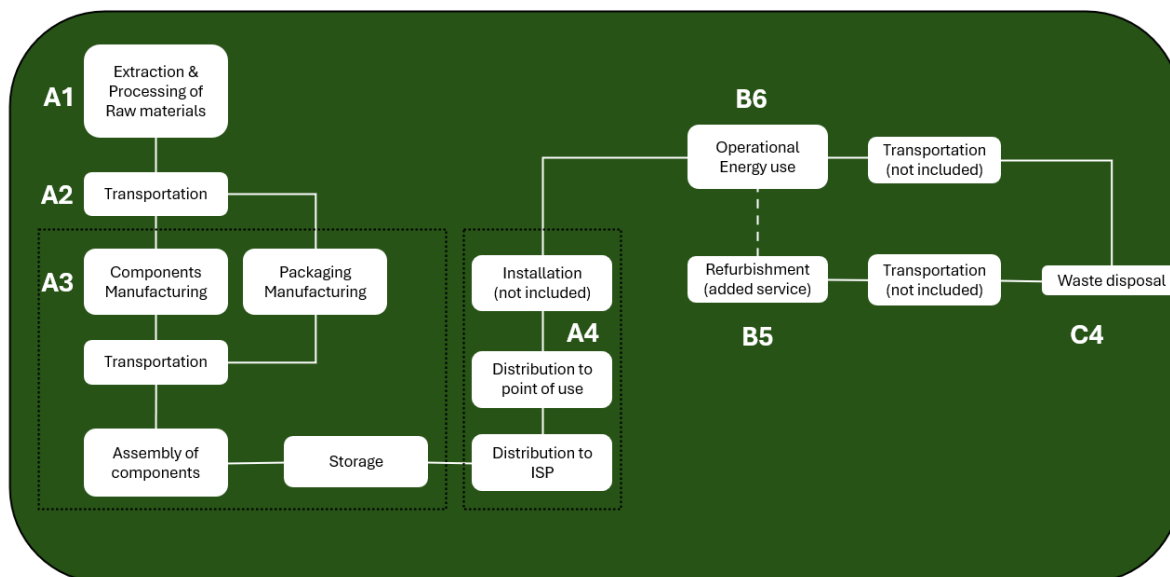 A1
Extraction &
Processing of
Raw materials
A2
Transportation
A3
Components
Manufacturing
Packaging
Manufacturing
Transportation
Assembly of
components
Storage
Installation
(not included)
A4
Distribution to
point of use
Distribution to
ISP
B6
Operational
Energy use
Transportation
(not included)
Refurbishment
(added service)
B5
Transportation
(not included)
Waste disposal
C4